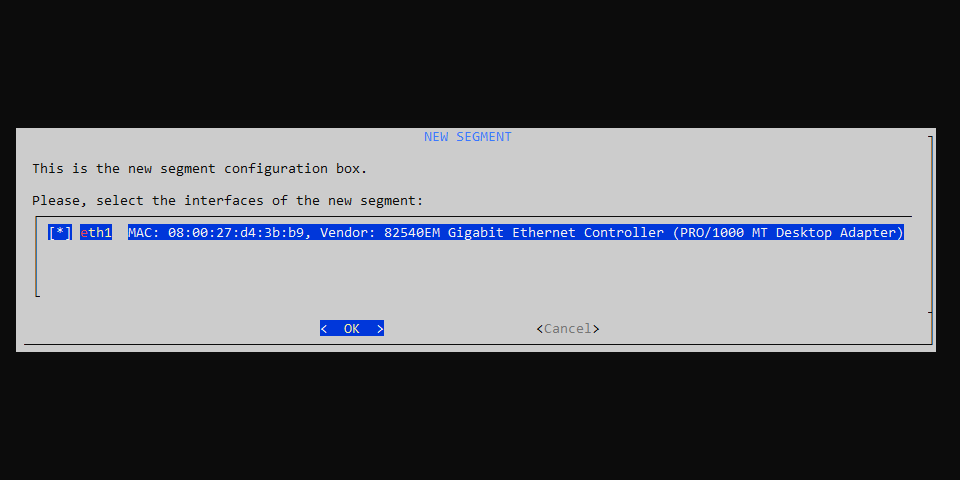 NEW SEGMENT
This is the new segment configuration box.
Please, select the interfaces of the new segment:
[*] eth1  MAC: 08:00:27:d4:3b:b9, Vendor: 82540EM Gigabit Ethernet Controller (PRO/1000 MT Desktop Adapter)
<  OK  > <Cancel>